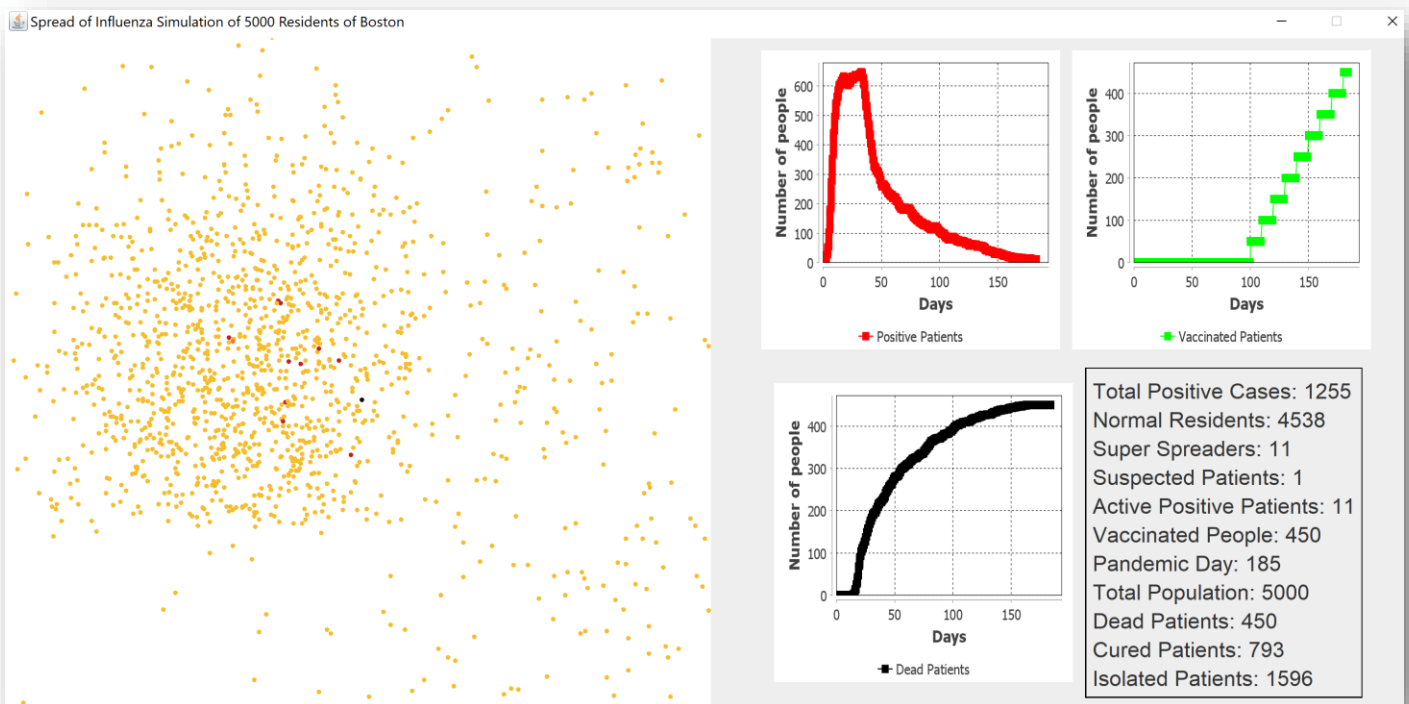 Spread of Influenza Simulation of 5000 Residents of Boston
Number of people
600
500
400
300
200
100
0
0 50 100 150
Days
Positive Patients
Number of people
400
300
200
100
0
0 50 100 150
Days
Vaccinated Patients
Number of people
400
300
200
100
0
0 50 100 150
Days
Dead Patients
Total Positive Cases: 1255
Normal Residents: 4538
Super Spreaders: 11
Suspected Patients: 1
Active Positive Patients: 11
Vaccinated People: 450
Pandemic Day: 185
Total Population: 5000
Dead Patients: 450
Cured Patients: 793
Isolated Patients: 1596